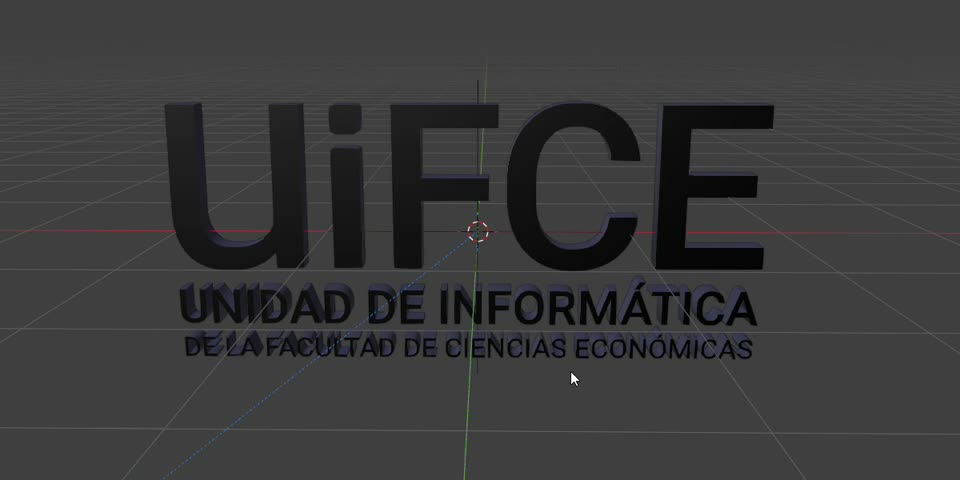 UiFCE
UNIDAD DE INFORMÁTICA
DE LA FACULTAD DE CIENCIAS ECONÓMICAS